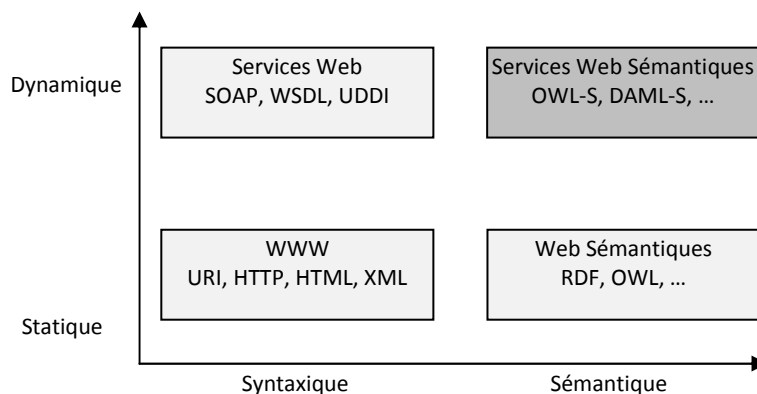 Dynamique
Services Web
SOAP, WSDL, UDDI
Services Web Sémantiques
OWL-S, DAML-S, ...
WWW
URI, HTTP, HTML, XML
Web Sémantiques
RDF, OWL, ...
Statique
Syntaxique
Sémantique